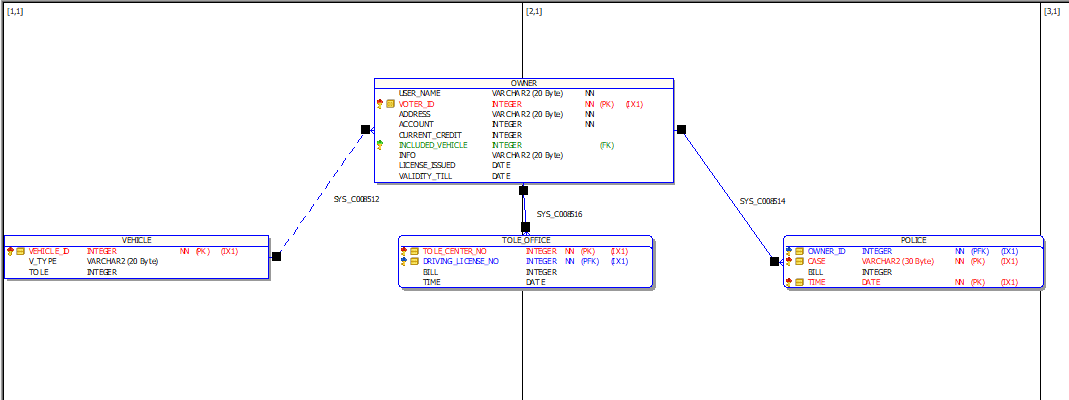 [1,1]
[2,1]
[3,1]
OWNER
USER_NAME VARCHAR2 (20 Byte) NN
VOTER_ID INTEGER NN (PK) (IX1)
ADDRESS VARCHAR2 (20 Byte) NN
ACCOUNT INTEGER NN
CURRENT_CREDIT INTEGER
INCLUDED_VEHICLE INTEGER (FK)
INFO VARCHAR2 (20 Byte)
LICENSE_ISSUED DATE
VALIDITY_TILL DATE
SYS_C008512
SYS_C008516
SYS_C008514
VEHICLE
VEHICLE_ID INTEGER NN (PK) (IX1)
V_TYPE VARCHAR2 (20 Byte)
TOLE INTEGER
TOLE_OFFICE
TOLE_CENTER_NO INTEGER NN (PK) (IX1)
DRIVING_LICENSE_NO INTEGER NN (PFK) (IX1)
BILL INTEGER
TIME DATE
POLICE
OWNER_ID INTEGER NN (PFK) (IX1)
CASE VARCHAR2 (30 Byte) NN (PK) (IX1)
BILL INTEGER
TIME DATE NN (PK) (IX1)